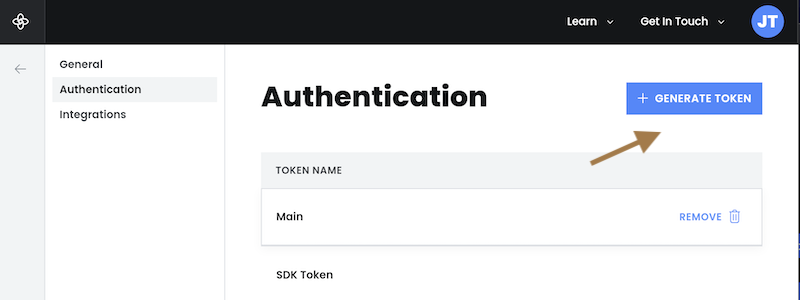 Learn
Get In Touch
JT
General
Authentication
Integrations
Authentication
GENERATE TOKEN
TOKEN NAME
Main
REMOVE
SDK Token